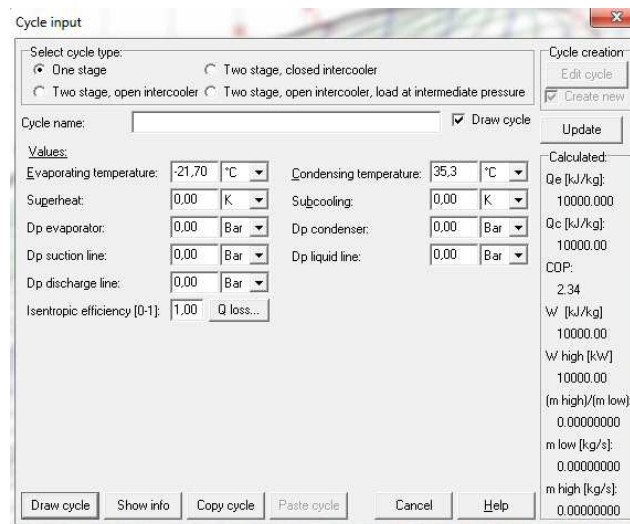 Cycle input
Select cycle type:
One stage
Two stage, closed intercooler
Two stage, open intercooler
Two stage, open intercooler, load at intermediate pressure
Cycle name:
Draw cycle
Values:
Evaporating temperature: -21,70 °C
Condensing temperature: 35,3 °C
Superheat: 0,00 K
Subcooling: 0,00 K
Dp evaporator: 0,00 Bar
Dp condenser: 0,00 Bar
Dp suction line: 0,00 Bar
Dp liquid line: 0,00 Bar
Dp discharge line: 0,00 Bar
Isentropic efficiency [0-1]: 1,00 Q loss...
Draw cycle
Show info
Copy cycle
Paste cycle
Cancel
Help
Cycle creation
Edit cycle
Create new
Update
Calculated:
Qe [kJ/kg]:
10000.000
Qc [kJ/kg]:
10000.00
COP:
2.34
W [kJ/kg]
10000.00
W high [kW]
10000.00
(m high)/(m low):
0.00000000
m low [kg/s]:
0.00000000
m high [kg/s]:
0.00000000